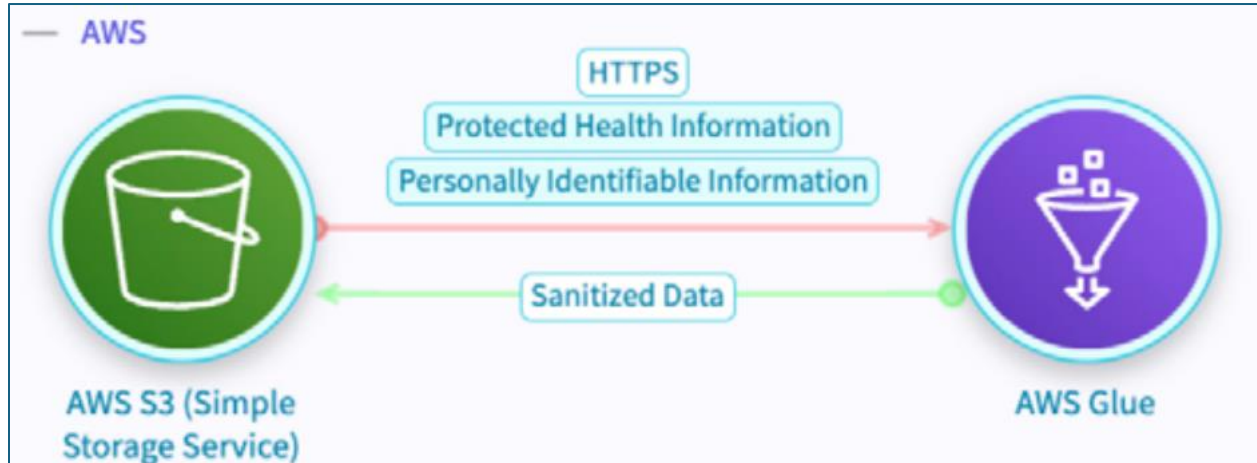 AWS
HTTPS
Protected Health Information
Personally Identifiable Information
Sanitized Data
AWS S3 (Simple
Storage Service)
AWS Glue